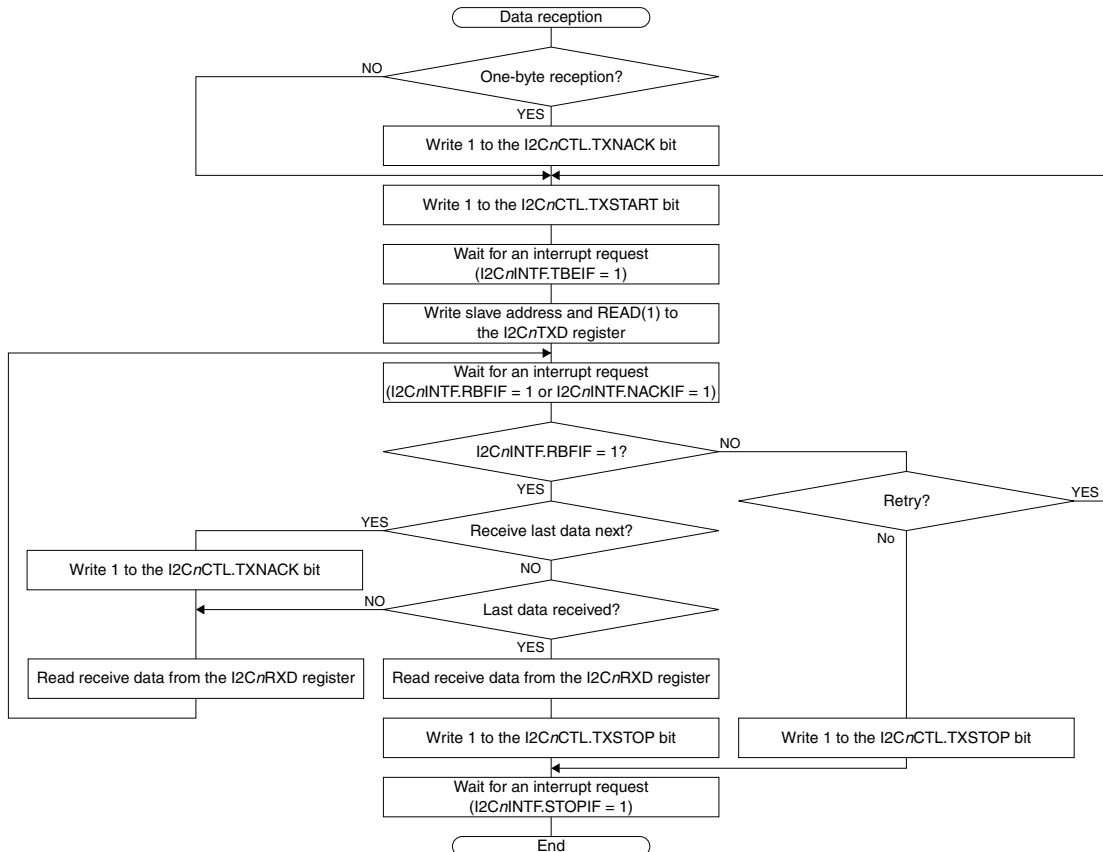 Data reception
One-byte reception?
NO
YES
Write 1 to the I2CnCTL.TXNACK bit
Write 1 to the I2CnCTL.TXSTART bit
Wait for an interrupt request
(I2CnINTF.TBEIF = 1)
Write slave address and READ(1) to
the I2CnTXD register
Wait for an interrupt request
(I2CnINTF.RBFIF = 1 or I2CnINTF.NACKIF = 1)
I2CnINTF.RBFIF = 1?
NO
YES
Retry?
YES
No
Receive last data next?
YES
NO
Write 1 to the I2CnCTL.TXNACK bit
Last data received?
NO
YES
Read receive data from the I2CnRXD register
Read receive data from the I2CnRXD register
Write 1 to the I2CnCTL.TXSTOP bit
Write 1 to the I2CnCTL.TXSTOP bit
Wait for an interrupt request
(I2CnINTF.STOPIF = 1)
End